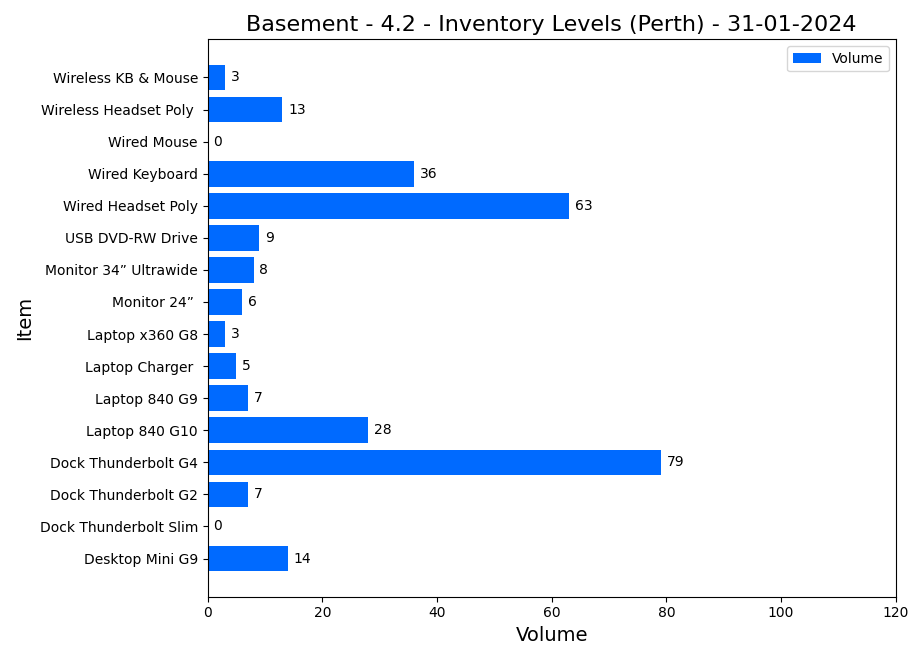 Basement - 4.2 - Inventory Levels (Perth) - 31-01-2024
Volume
Wireless KB & Mouse 3
Wireless Headset Poly 13
Wired Mouse 0
Wired Keyboard 36
Wired Headset Poly 63
USB DVD-RW Drive 9
Monitor 34” Ultrawide 8
Monitor 24” 6
Laptop x360 G8 3
Laptop Charger 5
Laptop 840 G9 7
Laptop 840 G10 28
Dock Thunderbolt G4 79
Dock Thunderbolt G2 7
Dock Thunderbolt Slim 0
Desktop Mini G9 14
Item
0 20 40 60 80 100 120
Volume